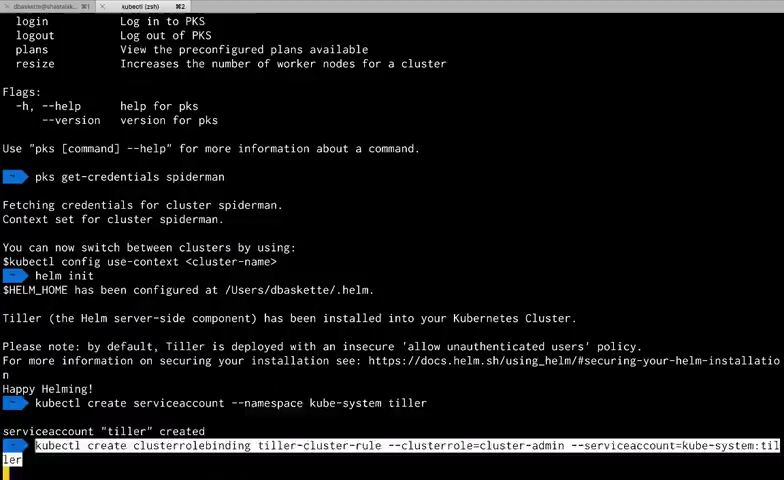 dbaskette@shaazalak... ⌘1 kubectl (zsh) ⌘2
login Log in to PKS
logout Log out of PKS
plans View the preconfigured plans available
resize Increases the number of worker nodes for a cluster
Flags:
-h, --help help for pks
--version version for pks
Use "pks [command] --help" for more information about a command.
~ pks get-credentials spiderman
Fetching credentials for cluster spiderman.
Context set for cluster spiderman.
You can now switch between clusters by using:
$kubectl config use-context <cluster-name>
~ helm init
$HELM_HOME has been configured at /Users/dbaskette/.helm.
Tiller (the Helm server-side component) has been installed into your Kubernetes Cluster.
Please note: by default, Tiller is deployed with an insecure 'allow unauthenticated users' policy.
For more information on securing your installation see: https://docs.helm.sh/using_helm/#securing-your-helm-installatio
n
Happy Helming!
~ kubectl create serviceaccount --namespace kube-system tiller
serviceaccount "tiller" created
~ kubectl create clusterrolebinding tiller-cluster-rule --clusterrole=cluster-admin --serviceaccount=kube-system:til
ler